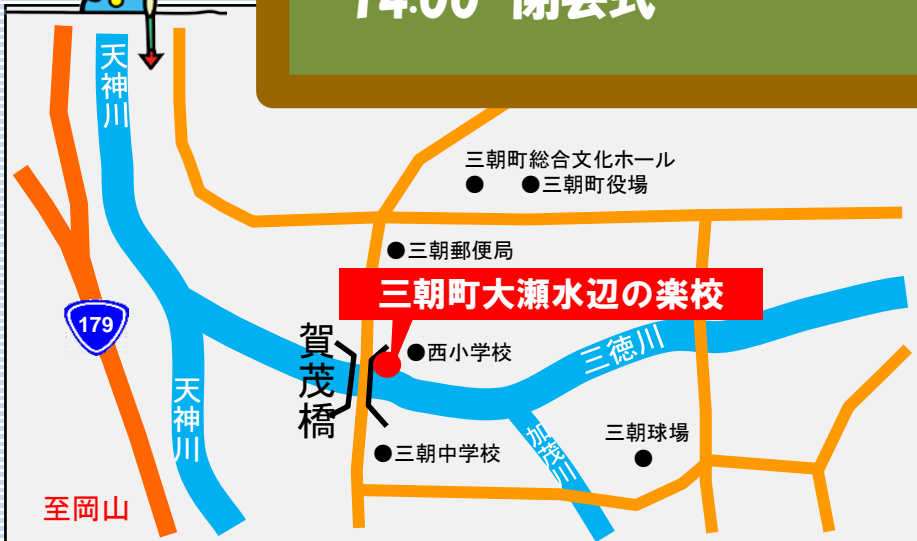 14:00 閉会式
天神川
三朝町総合文化ホール
三朝町役場
三朝郵便局
三朝町大瀬水辺の楽校
179
賀茂橋
西小学校
三徳川
天神川
加茂川
三朝球場
三朝中学校
至岡山